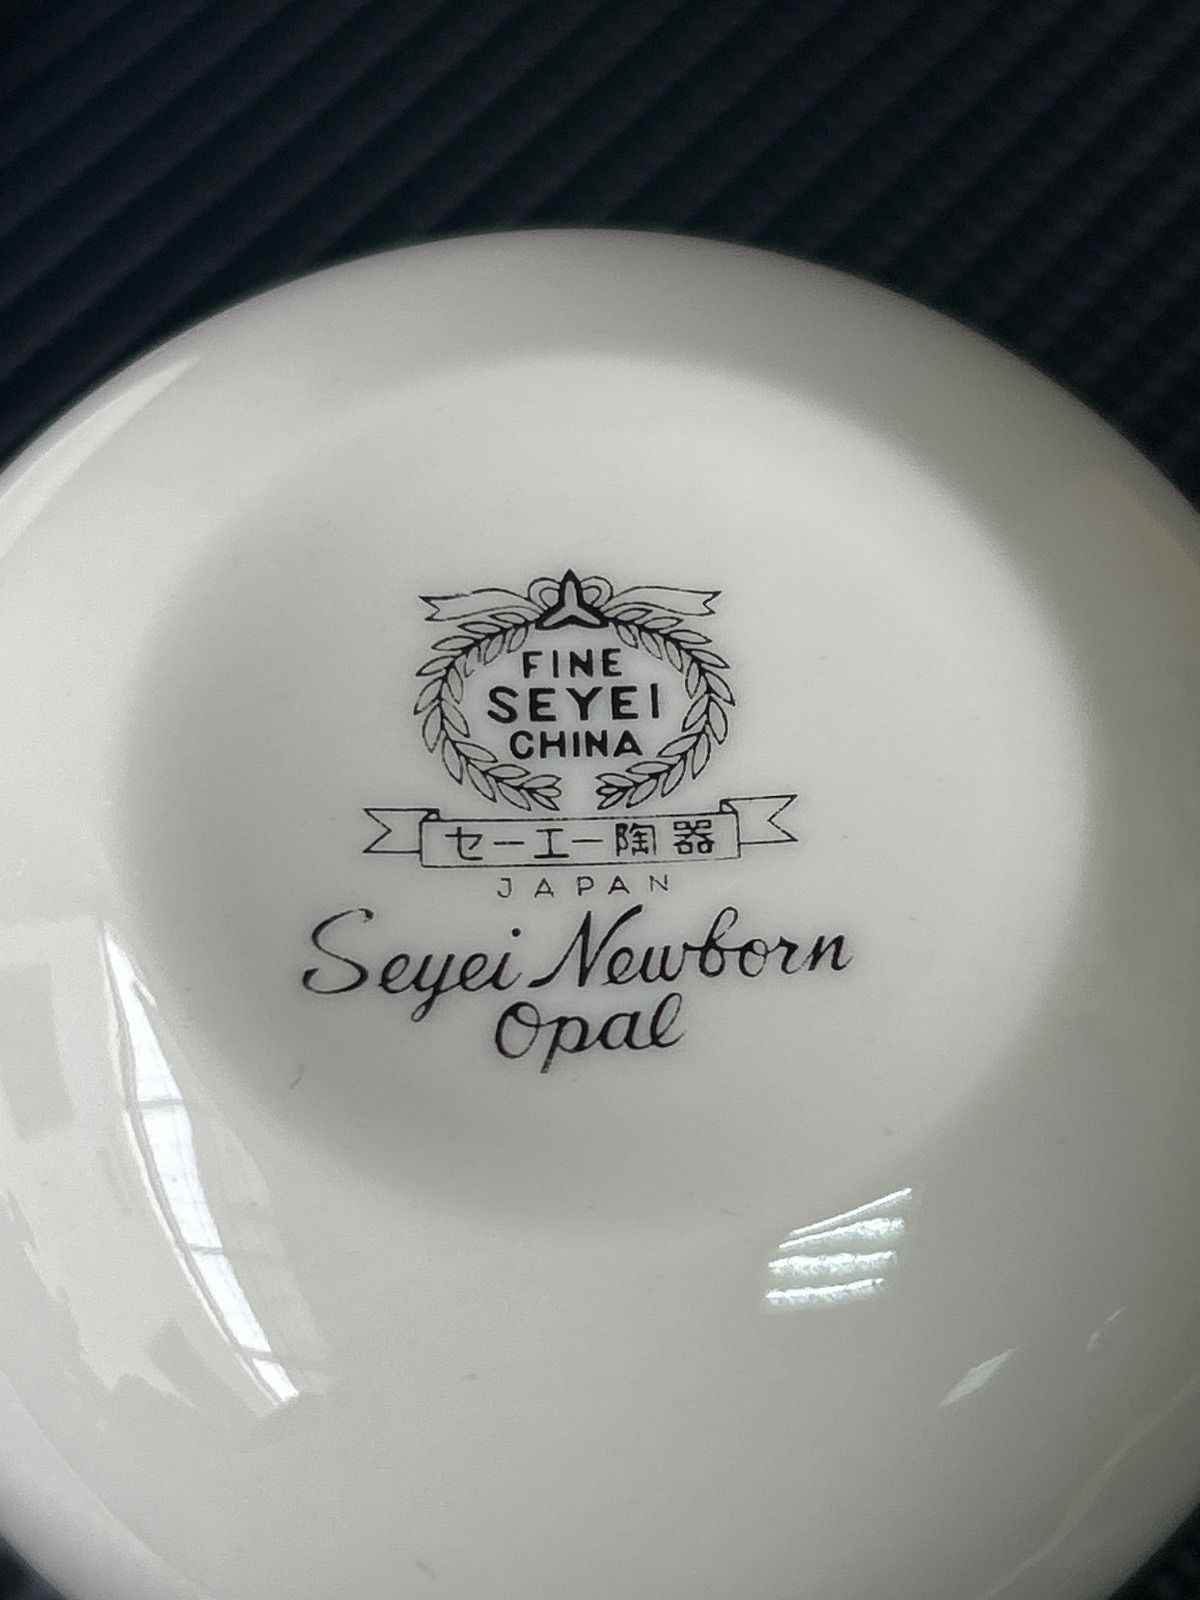 FINE
SEYEI
CHINA
セーエー陶器
JAPAN
Seyei Newborn
Opal